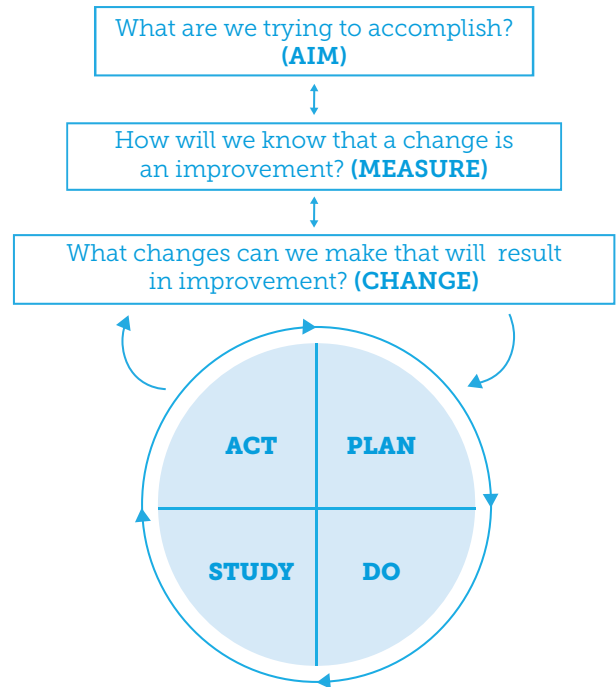 What are we trying to accomplish?
(AIM)
How will we know that a change is
an improvement? (MEASURE)
What changes can we make that will result
in improvement? (CHANGE)
ACT
PLAN
STUDY
DO